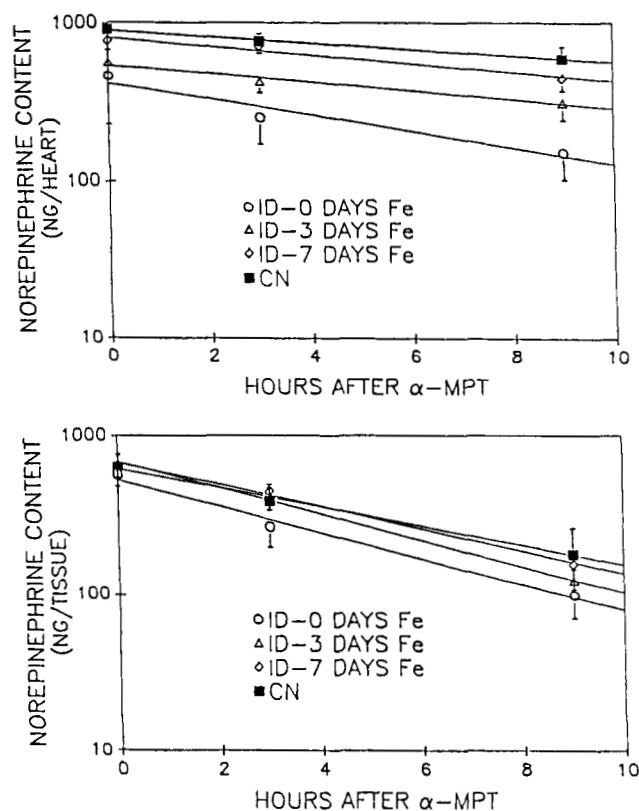 1000
100
10
NOREPINEPHRINE CONTENT
(NG/HEART)
○ ID-0 DAYS Fe
△ ID-3 DAYS Fe
◇ ID-7 DAYS Fe
■ CN
0 2 4 6 8 10
HOURS AFTER α-MPT
1000
100
10
NOREPINEPHRINE CONTENT
(NG/TISSUE)
○ ID-0 DAYS Fe
△ ID-3 DAYS Fe
◇ ID-7 DAYS Fe
■ CN
0 2 4 6 8 10
HOURS AFTER α-MPT